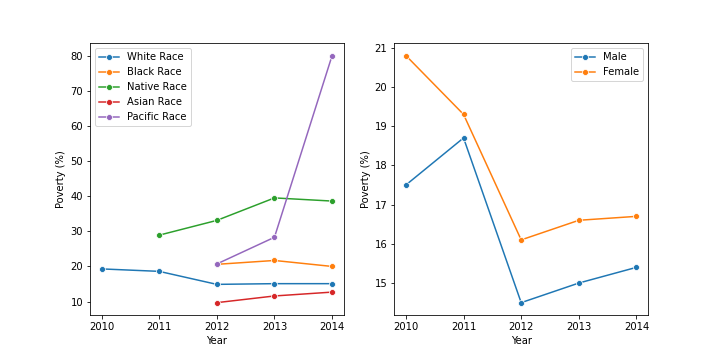 White Race
Black Race
Native Race
Asian Race
Pacific Race
80
70
60
50
40
30
20
10
Poverty (%)
2010 2011 2012 2013 2014
Year
Male
Female
21
20
19
18
17
16
15
Poverty (%)
2010 2011 2012 2013 2014
Year